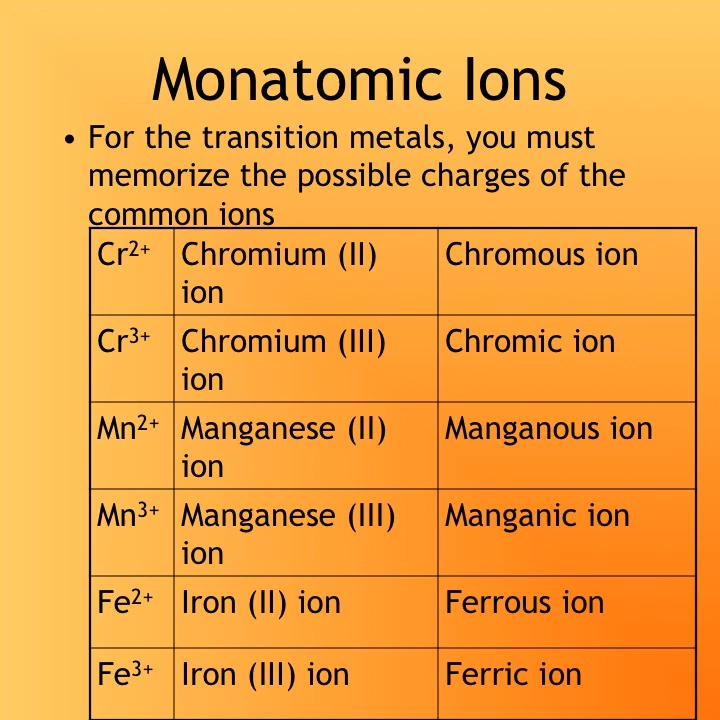 Monatomic Ions
• For the transition metals, you must
memorize the possible charges of the
common ions
Cr²⁺ Chromium (II) Chromous ion
ion
Cr³⁺ Chromium (III) Chromic ion
ion
Mn²⁺ Manganese (II) Manganous ion
ion
Mn³⁺ Manganese (III) Manganic ion
ion
Fe²⁺ Iron (II) ion Ferrous ion
Fe³⁺ Iron (III) ion Ferric ion